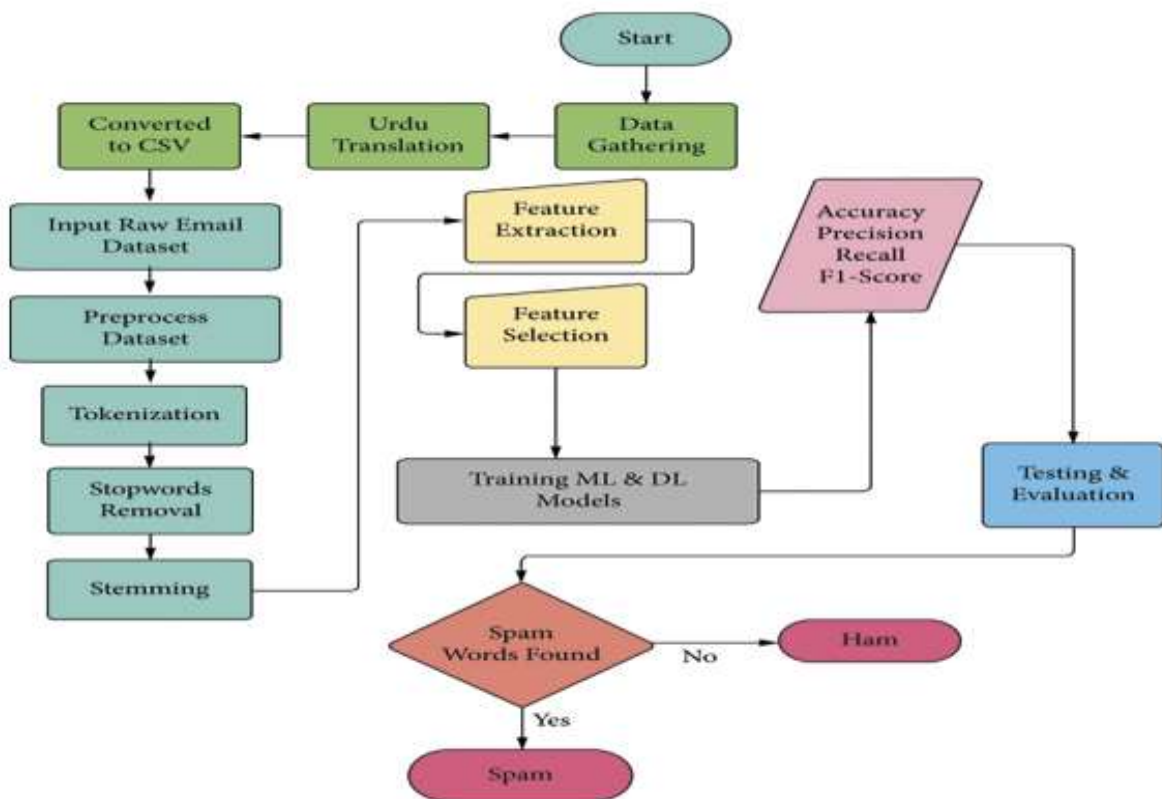 Start
Data
Gathering
Urdu
Translation
Converted
to CSV
Input Raw Email
Dataset
Preprocess
Dataset
Tokenization
Stopwords
Removal
Stemming
Feature
Extraction
Feature
Selection
Training ML & DL
Models
Accuracy
Precision
Recall
F1-Score
Testing &
Evaluation
Spam
Words Found
No
Ham
Yes
Spam